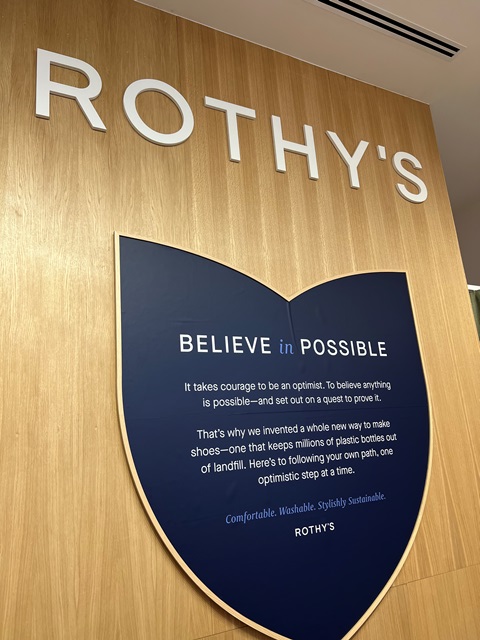 ROTHY'S
BELIEVE in POSSIBLE
It takes courage to be an optimist. To believe anything
is possible—and set out on a quest to prove it.
That's why we invented a whole new way to make
shoes—one that keeps millions of plastic bottles out
of landfill. Here's to following your own path, one
optimistic step at a time.
Comfortable. Washable. Stylishly Sustainable.
ROTHY'S